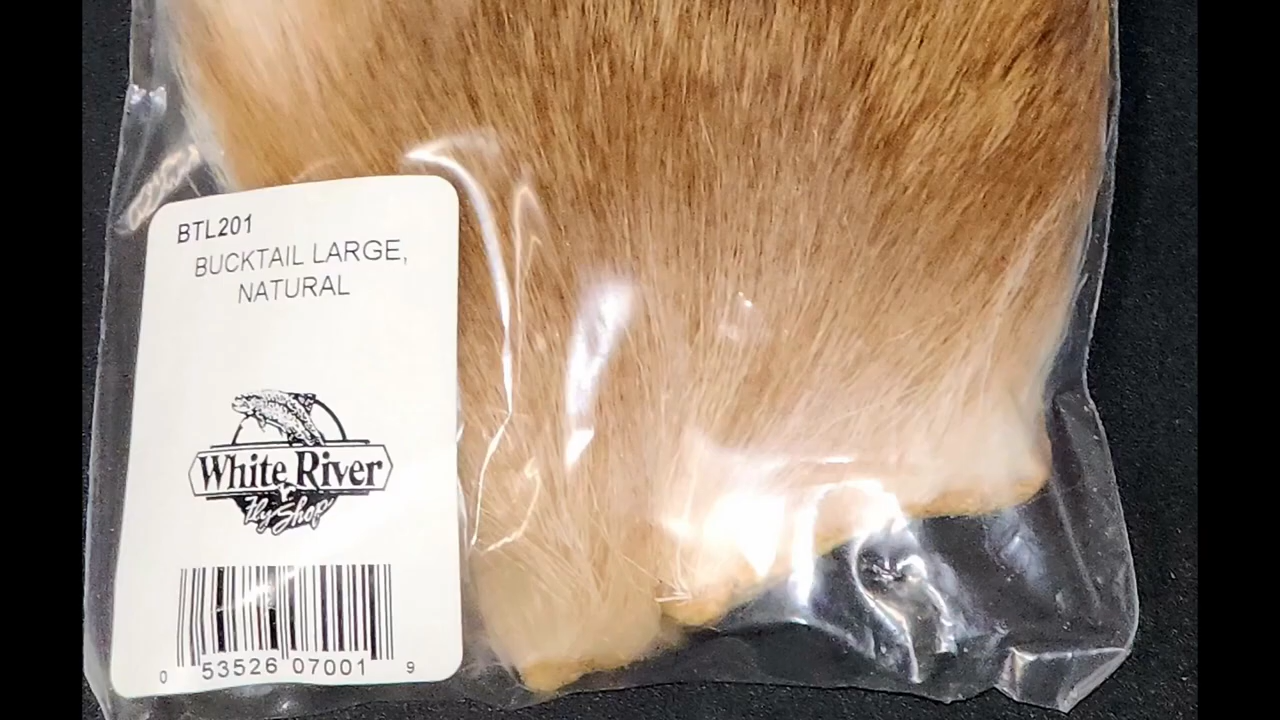 BTL201
BUCKTAIL LARGE,
NATURAL
White River
Fly Shop
0 53526 07001 9